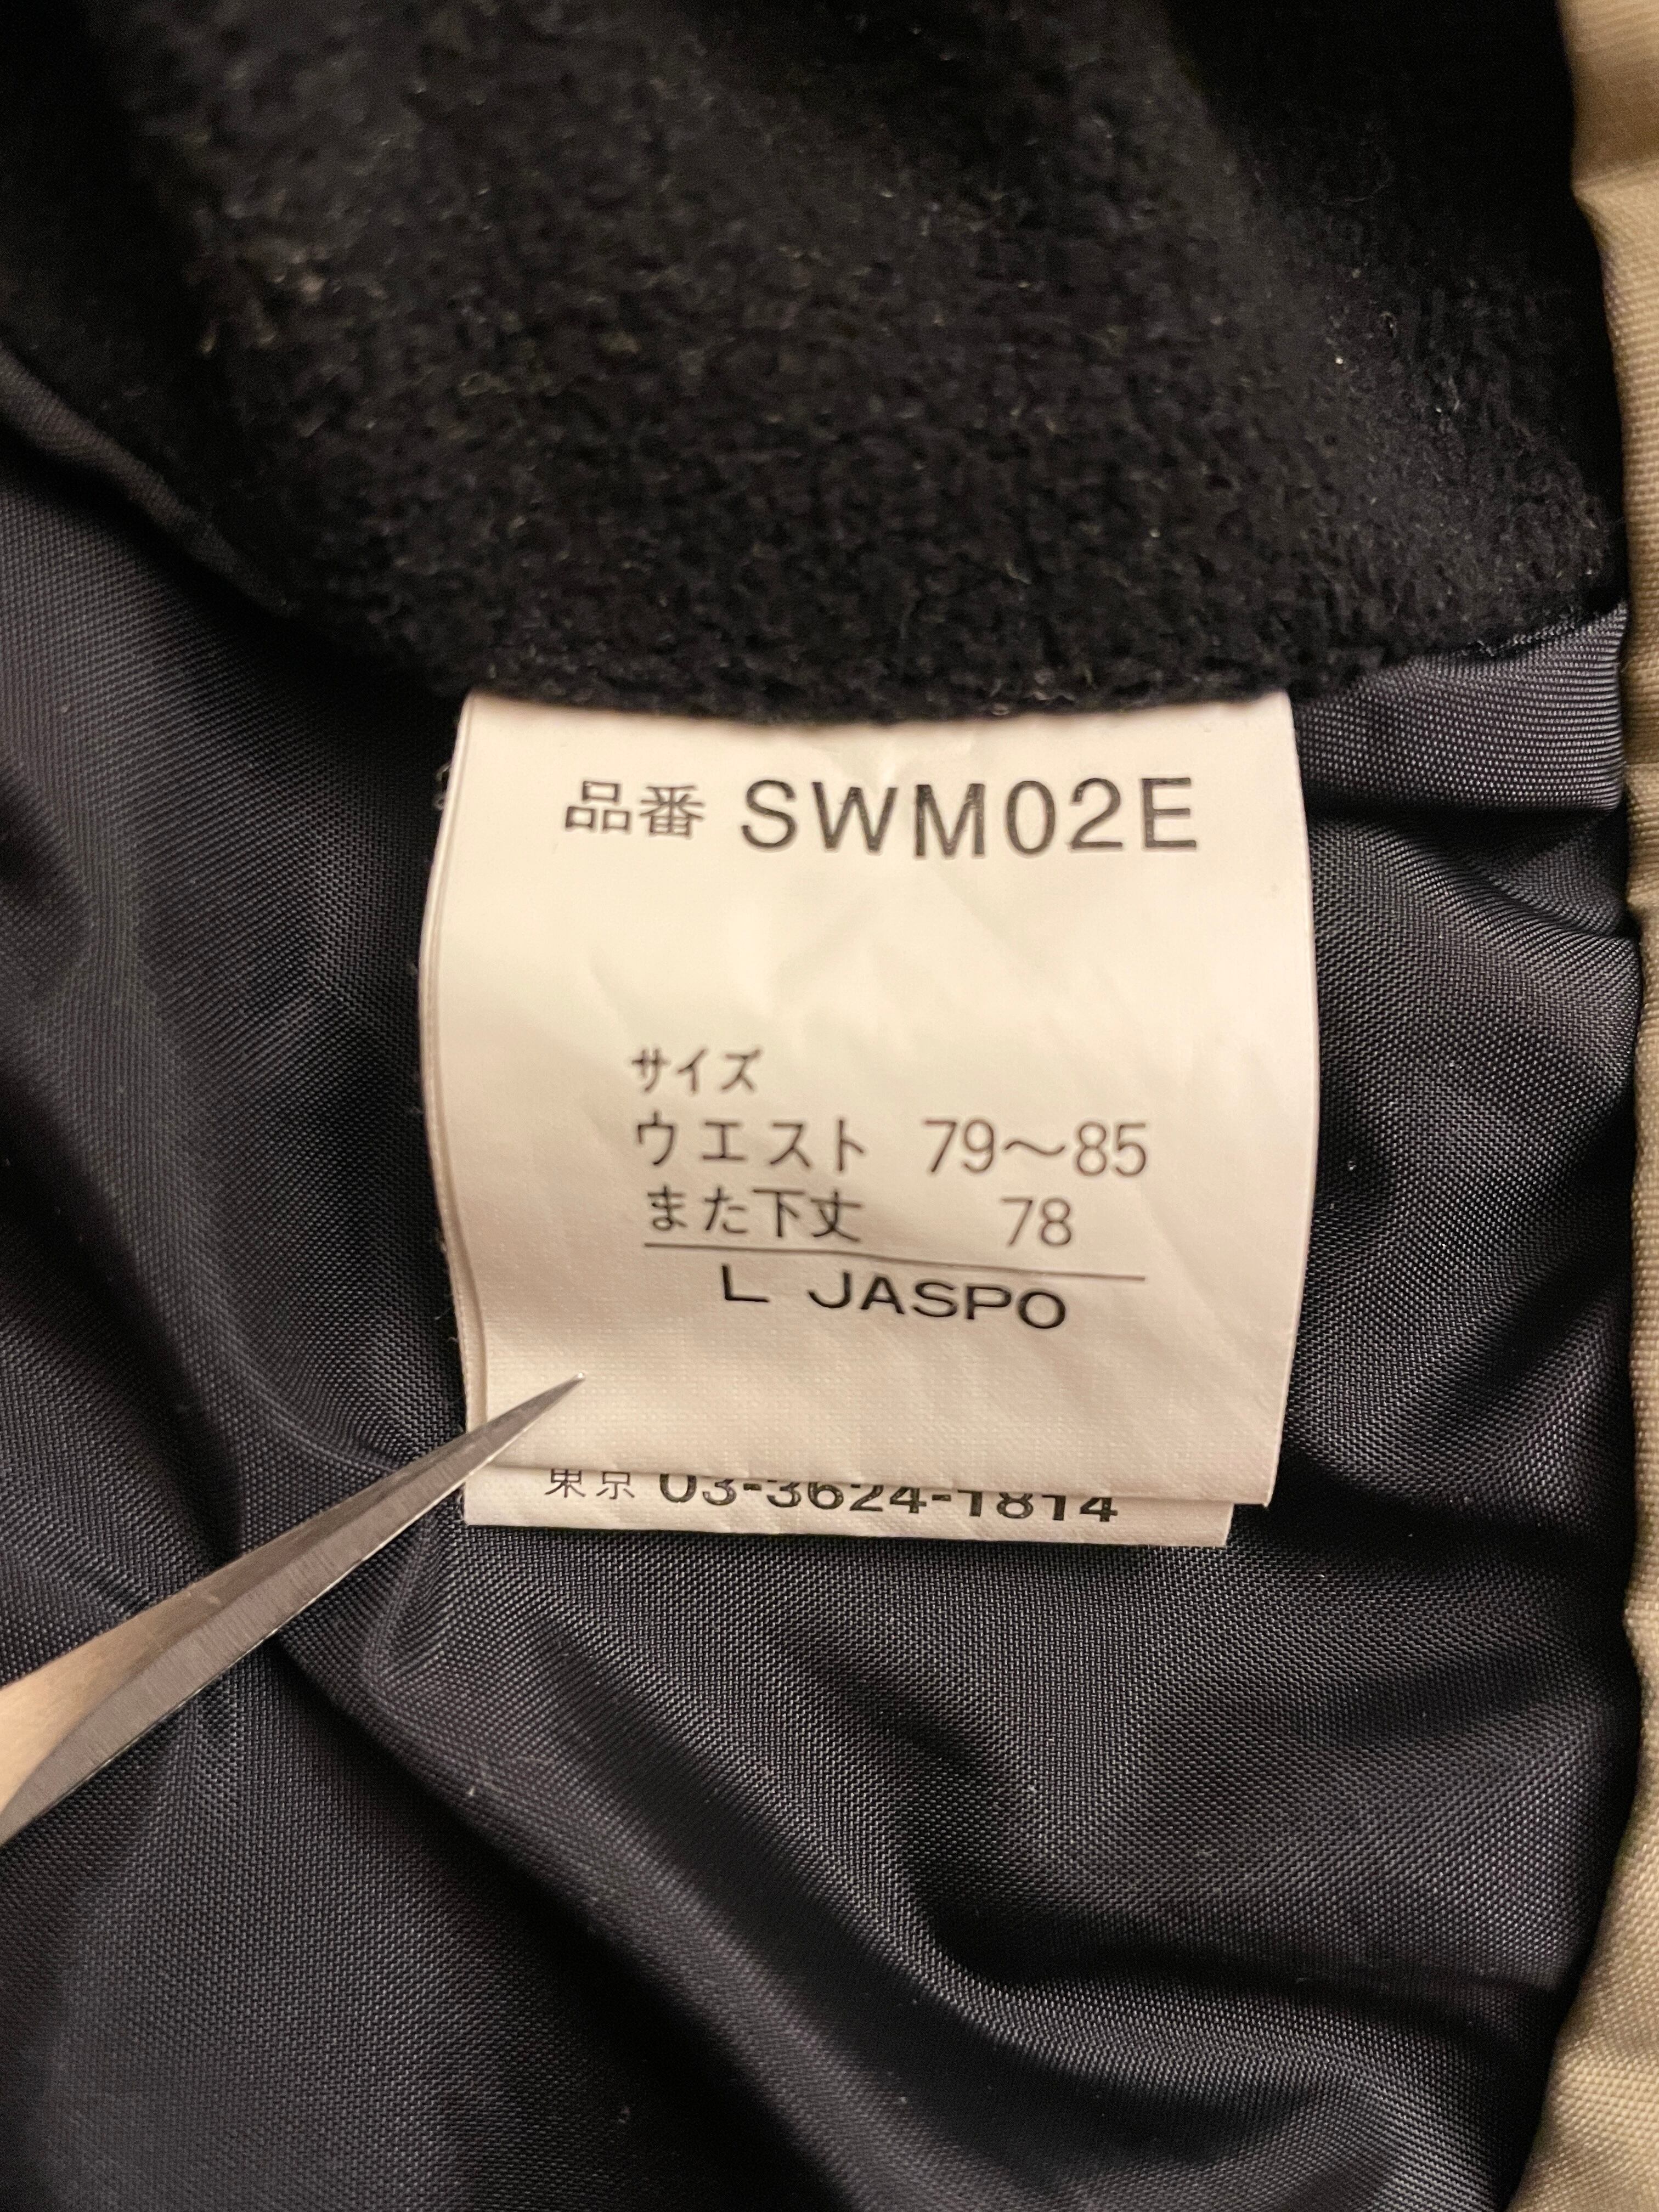 品番 SWM02E
サイズ
ウエスト 79～85
また下丈 78
L JASPO
東京 03-3624-1814